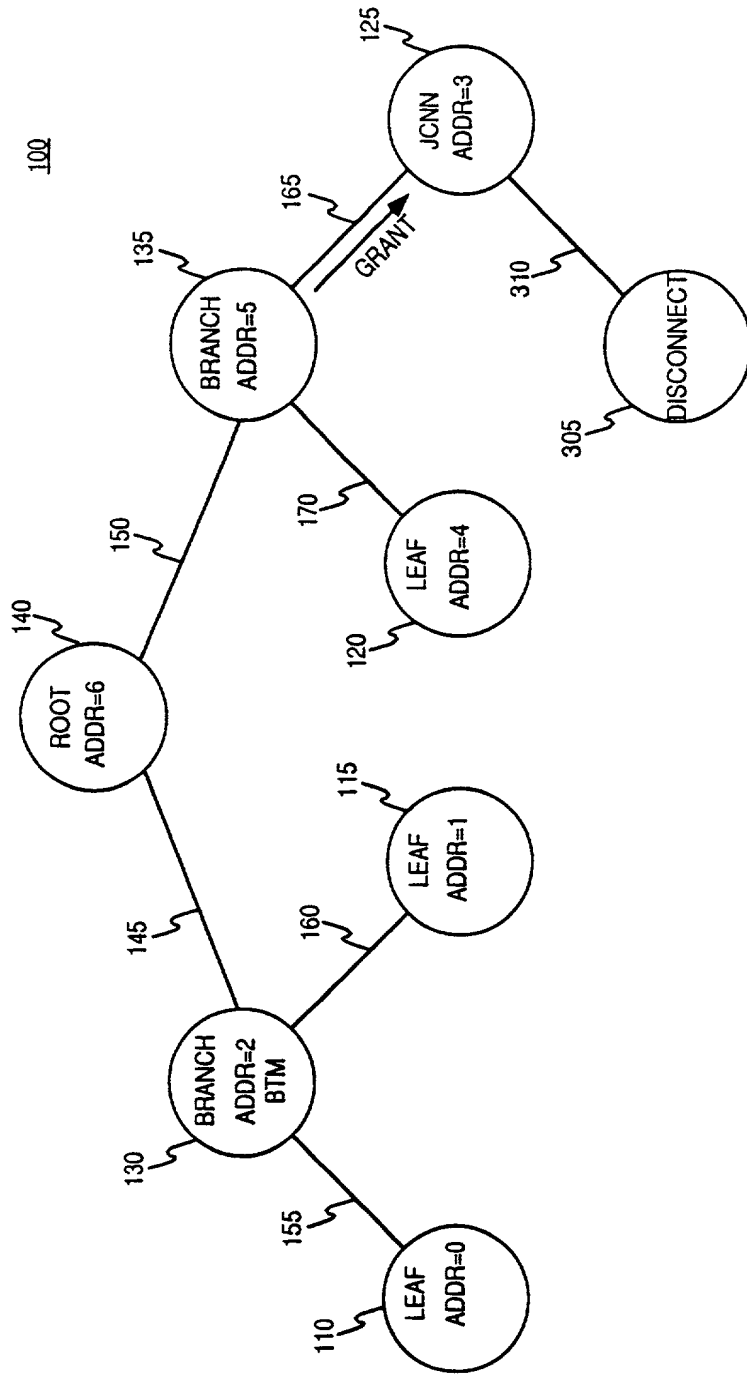 100
140
ROOT
ADDR=6
145
150
130
BRANCH
ADDR=2
BTM
135
BRANCH
ADDR=5
155
160
170
165
GRANT
110
LEAF
ADDR=0
115
LEAF
ADDR=1
120
LEAF
ADDR=4
125
JCNN
ADDR=3
310
305
DISCONNECT